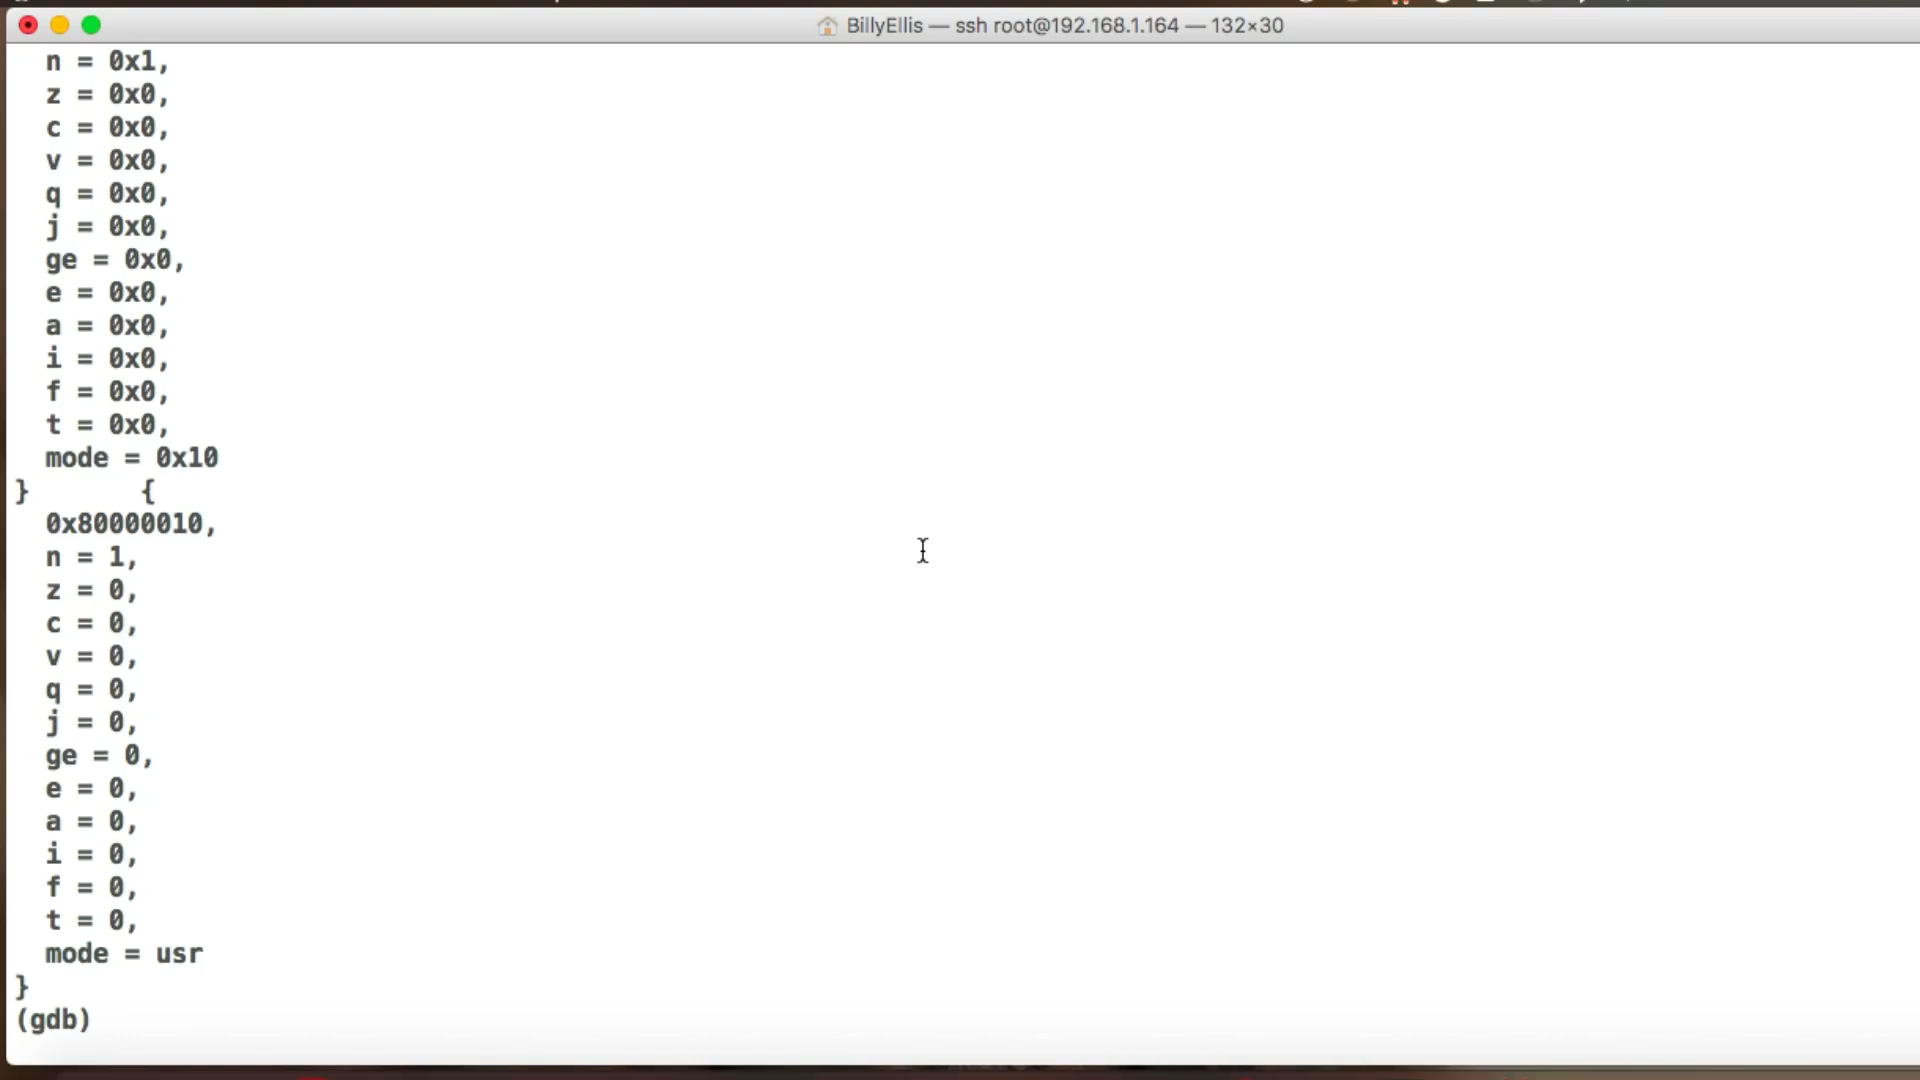 BillyEllis — ssh root@192.168.1.164 — 132×30
n = 0x1,
z = 0x0,
c = 0x0,
v = 0x0,
q = 0x0,
j = 0x0,
ge = 0x0,
e = 0x0,
a = 0x0,
i = 0x0,
f = 0x0,
t = 0x0,
mode = 0x10
} {
0x80000010,
n = 1,
z = 0,
c = 0,
v = 0,
q = 0,
j = 0,
ge = 0,
e = 0,
a = 0,
i = 0,
f = 0,
t = 0,
mode = usr
}
(gdb)